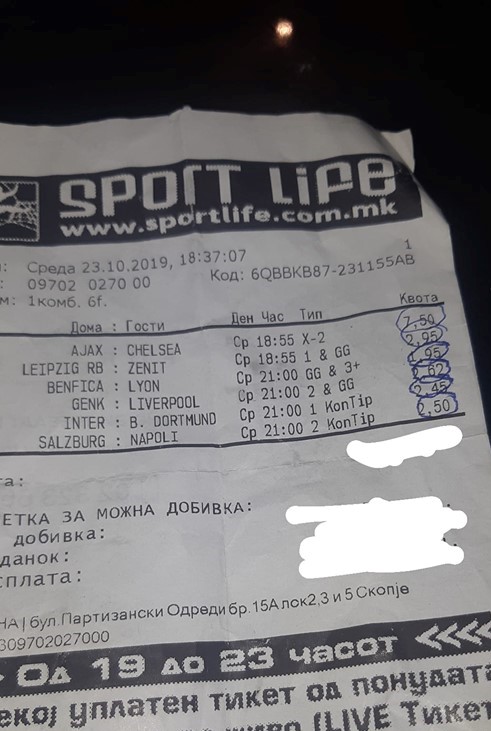 SPORT LIFE
www.sportlife.com.mk
1
: Среда 23.10.2019, 18:37:07
: 09702 0270 00 Код: 6QBBKB87-231155AB
м: 1комб. 6f.
Дома : Гости Ден Час Тип Квота
AJAX : CHELSEA Ср 18:55 X-2 7,50
LEIPZIG RB : ZENIT Ср 18:55 1 & GG 2,95
BENFICA : LYON Ср 21:00 GG & 3+ 1,95
GENK : LIVERPOOL Ср 21:00 2 & GG 2,62
INTER : B. DORTMUND Ср 21:00 1 KonTip 2,45
SALZBURG : NAPOLI Ср 21:00 2 KonTip 2,50
та:
ЕТКА ЗА МОЖНА ДОБИВКА:
добивка:
данок:
сплата:
НА | бул.Партизански Одреди бр.15А лок2,3 и 5 Скопје
309702027000
Од 19 до 23 часот <<<<
екој уплатен тикет од понудата
(LIVE Тикет